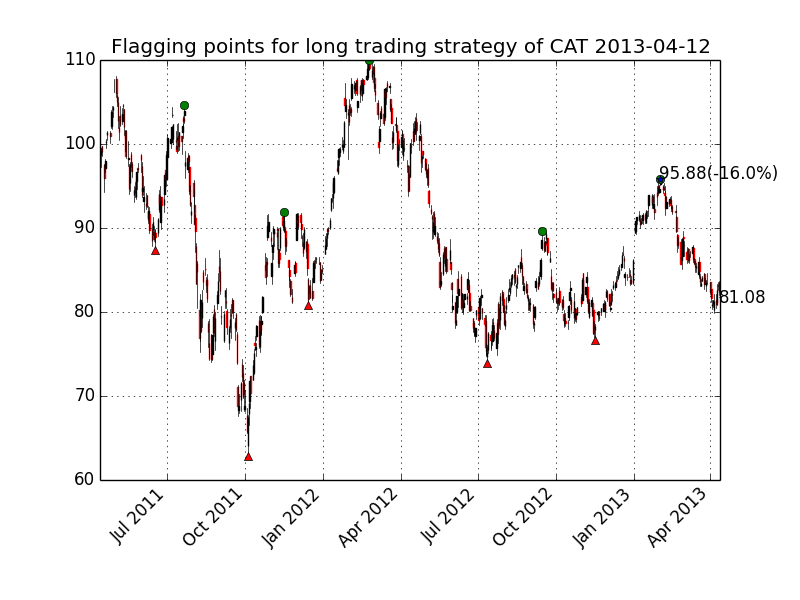 Flagging points for long trading strategy of CAT 2013-04-12
110
100
90
80
70
60
95.88(-16.0%)
81.08
Jul 2011
Oct 2011
Jan 2012
Apr 2012
Jul 2012
Oct 2012
Jan 2013
Apr 2013